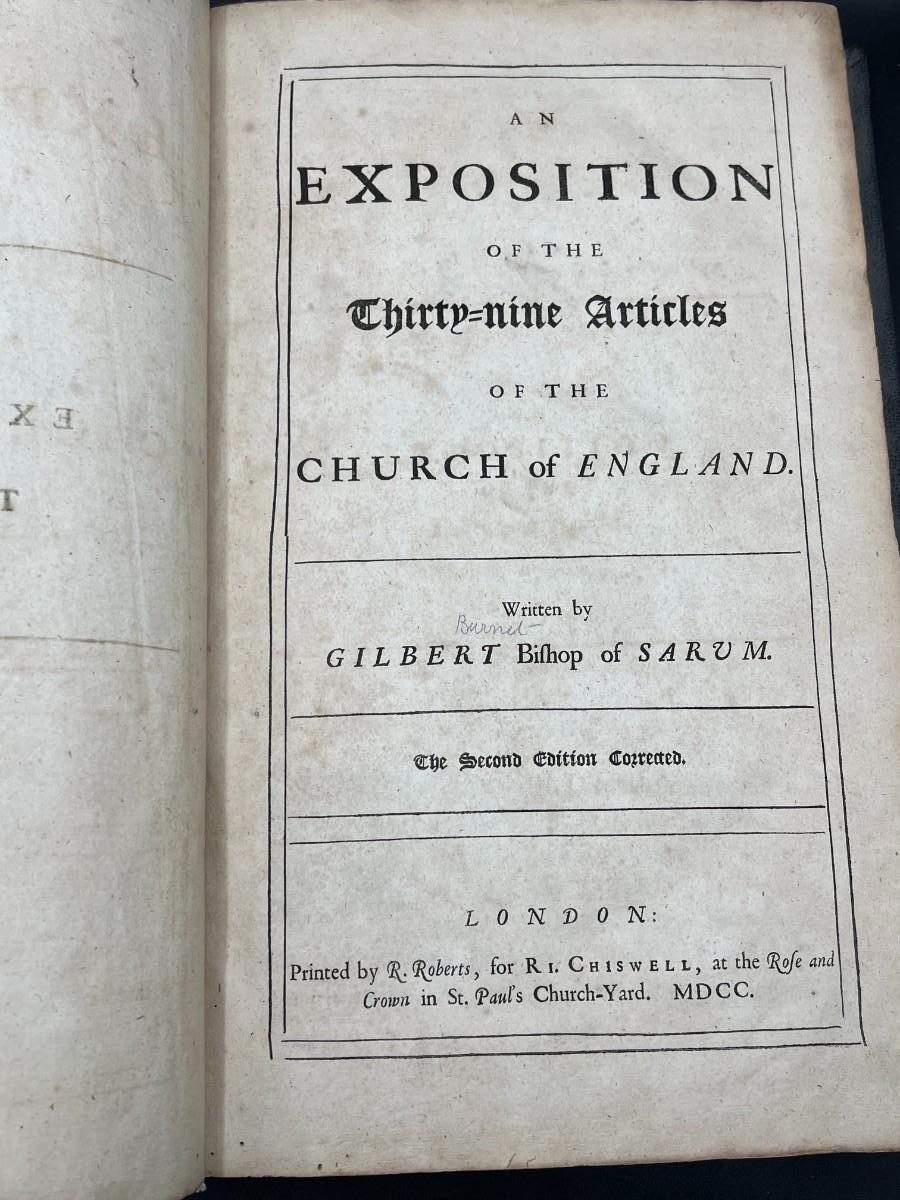 AN
EXPOSITION
OF THE
Thirty-nine Articles
OF THE
CHURCH of ENGLAND.
Written by
Burnet
GILBERT Biſhop of SARUM.
The Second Edition Corrected.
LONDON:
Printed by R. Roberts, for RI. CHISWELL, at the Roſe and
Crown in St. Paul's Church-Yard. MDCC.